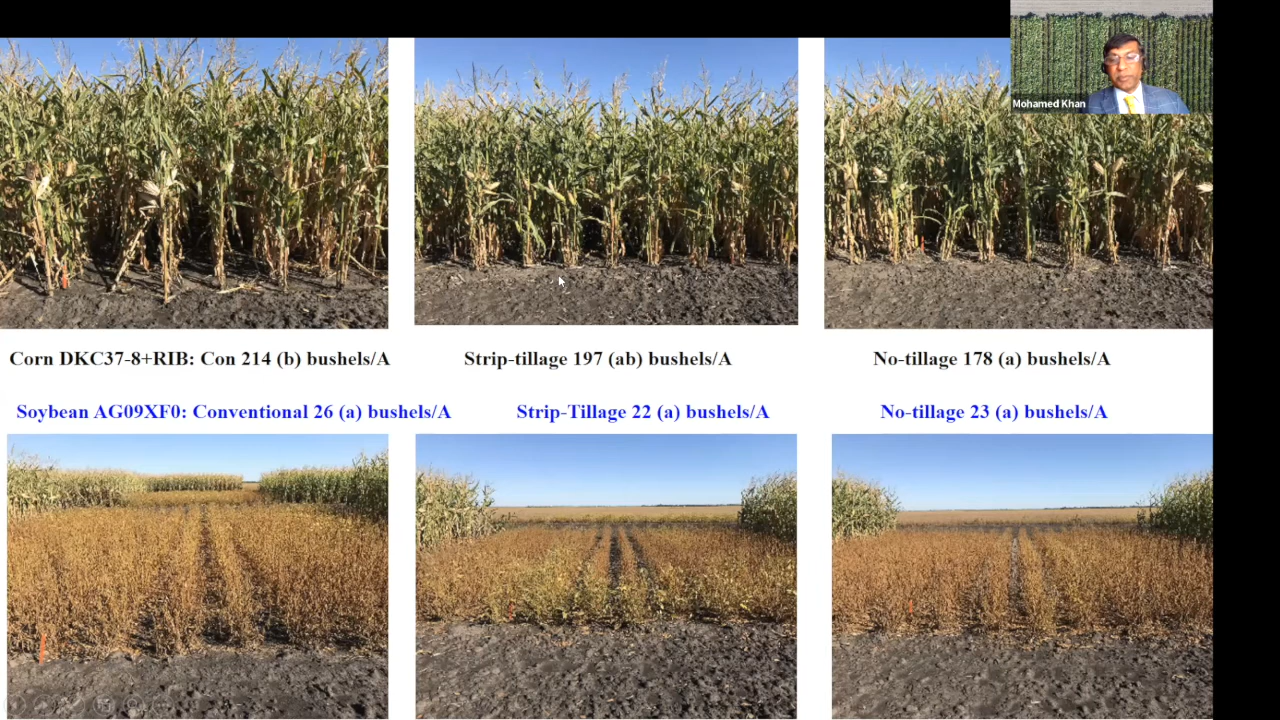 Mohamed Khan
Corn DKC37-8+RIB: Con 214 (b) bushels/A
Strip-tillage 197 (ab) bushels/A
No-tillage 178 (a) bushels/A
Soybean AG09XF0: Conventional 26 (a) bushels/A
Strip-Tillage 22 (a) bushels/A
No-tillage 23 (a) bushels/A